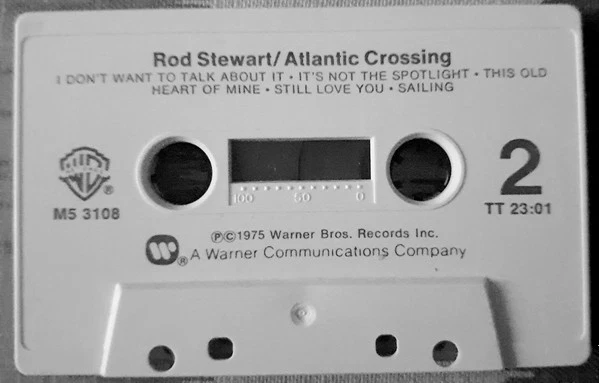 Rod Stewart/Atlantic Crossing
I DON'T WANT TO TALK ABOUT IT • IT'S NOT THE SPOTLIGHT • THIS OLD
HEART OF MINE • STILL LOVE YOU • SAILING
WB®
M5 3108
2
TT 23:01
100 50 0
℗©1975 Warner Bros. Records Inc.
® A Warner Communications Company